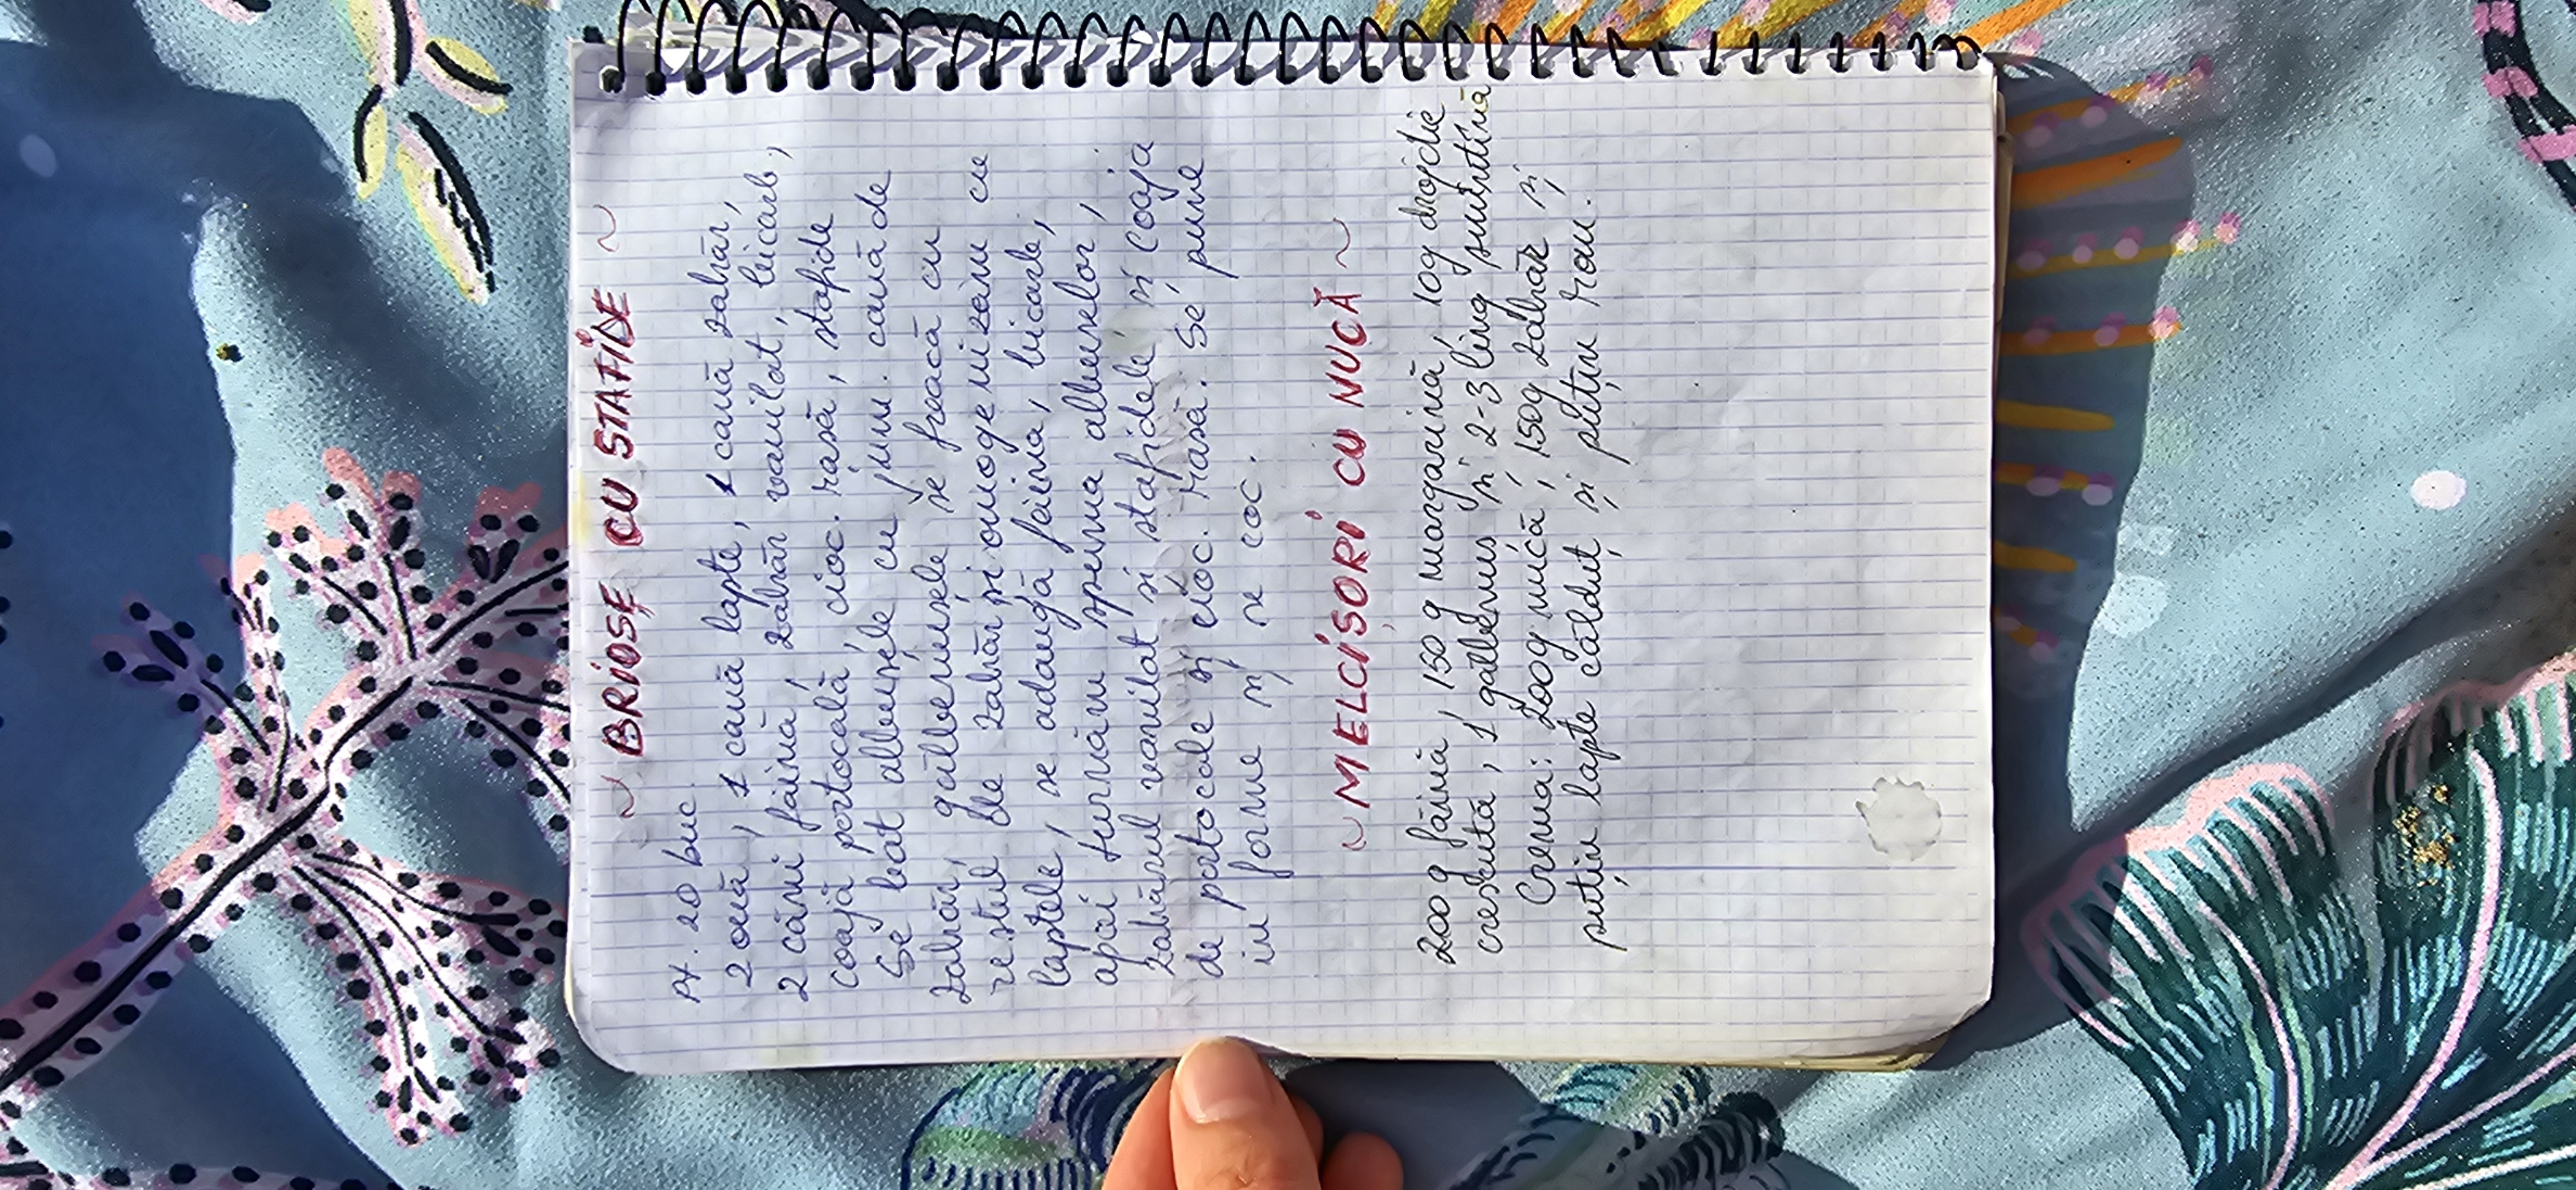 ~ BRIOȘE CU STAFIDE ~
Pt. 20 buc.
2 ouă, 1 cană lapte, 1 cană zahăr,
2 căni făină, zahăr vanilat, bicarb,
coajă portocală, cioc. rasă, stafide
Se bat albușele cu jum. cană de
zahăr, gălbenușele se freacă cu
restul de zahăr și omogenizăm cu
laptele, se adaugă făina, bicarb,
apoi turnăm spuma albușelor,
zahărul vanilat și stafidele și coaja
de portocale și cioc. rasă. Se pune
in forme și se coc.
~ MELCIȘORI CU NUCĂ ~
200 g făină, 150 g margarină, 10g drojdie
crescută, 1 gălbenuș și 2-3 ling smântână
Crema: 200g nucă, 150g zahăr și
puțin lapte călduț și puțin rom.